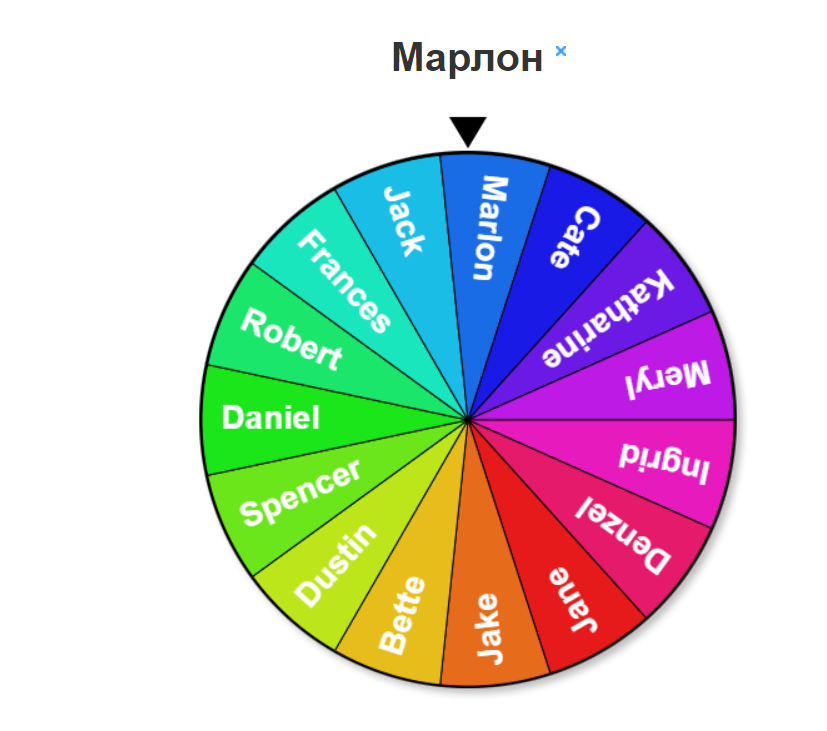 Марлон ×
Marlon
Cate
Katharine
Meryl
Ingrid
Denzel
Jane
Jake
Bette
Dustin
Spencer
Daniel
Robert
Frances
Jack